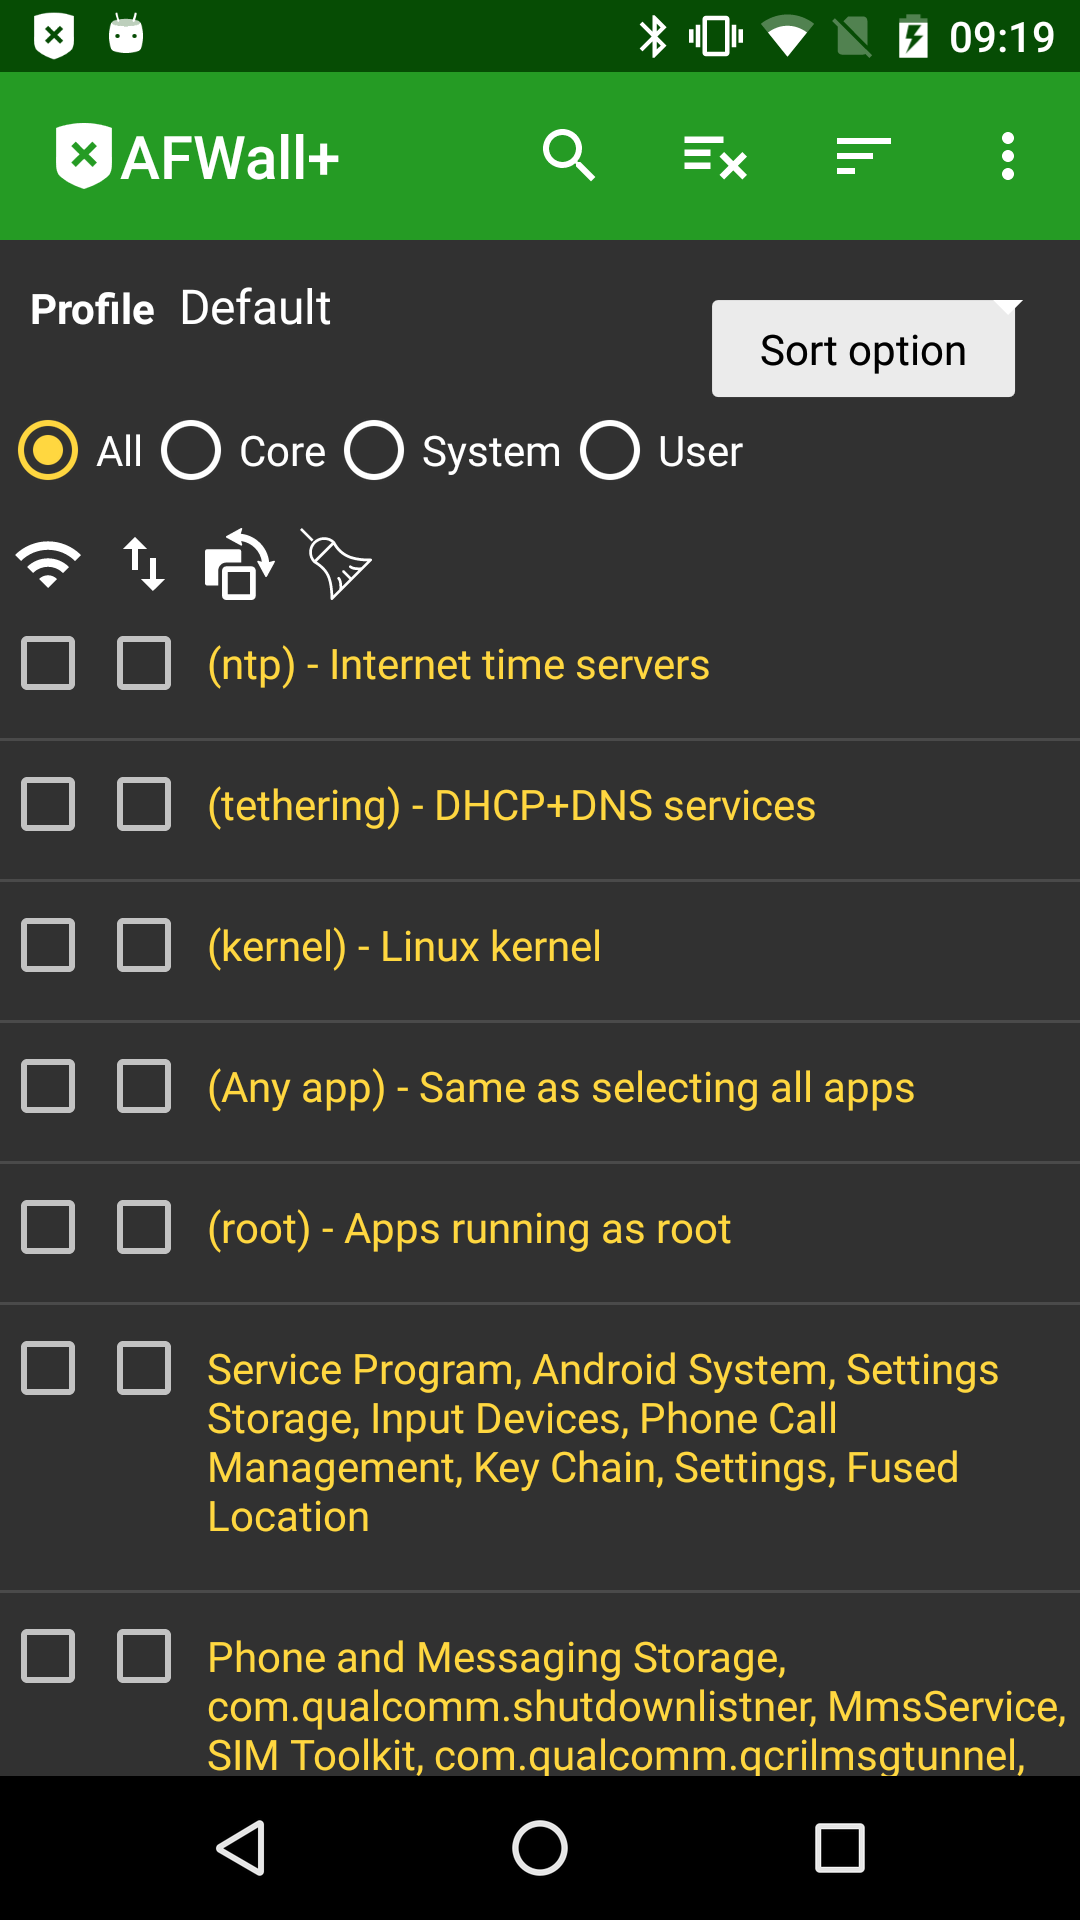 09:19
AFWall+
Profile Default
Sort option
All Core System User
(ntp) - Internet time servers
(tethering) - DHCP+DNS services
(kernel) - Linux kernel
(Any app) - Same as selecting all apps
(root) - Apps running as root
Service Program, Android System, Settings
Storage, Input Devices, Phone Call
Management, Key Chain, Settings, Fused
Location
Phone and Messaging Storage,
com.qualcomm.shutdownlistner, MmsService,
SIM Toolkit, com.qualcomm.qcrilmsgtunnel,